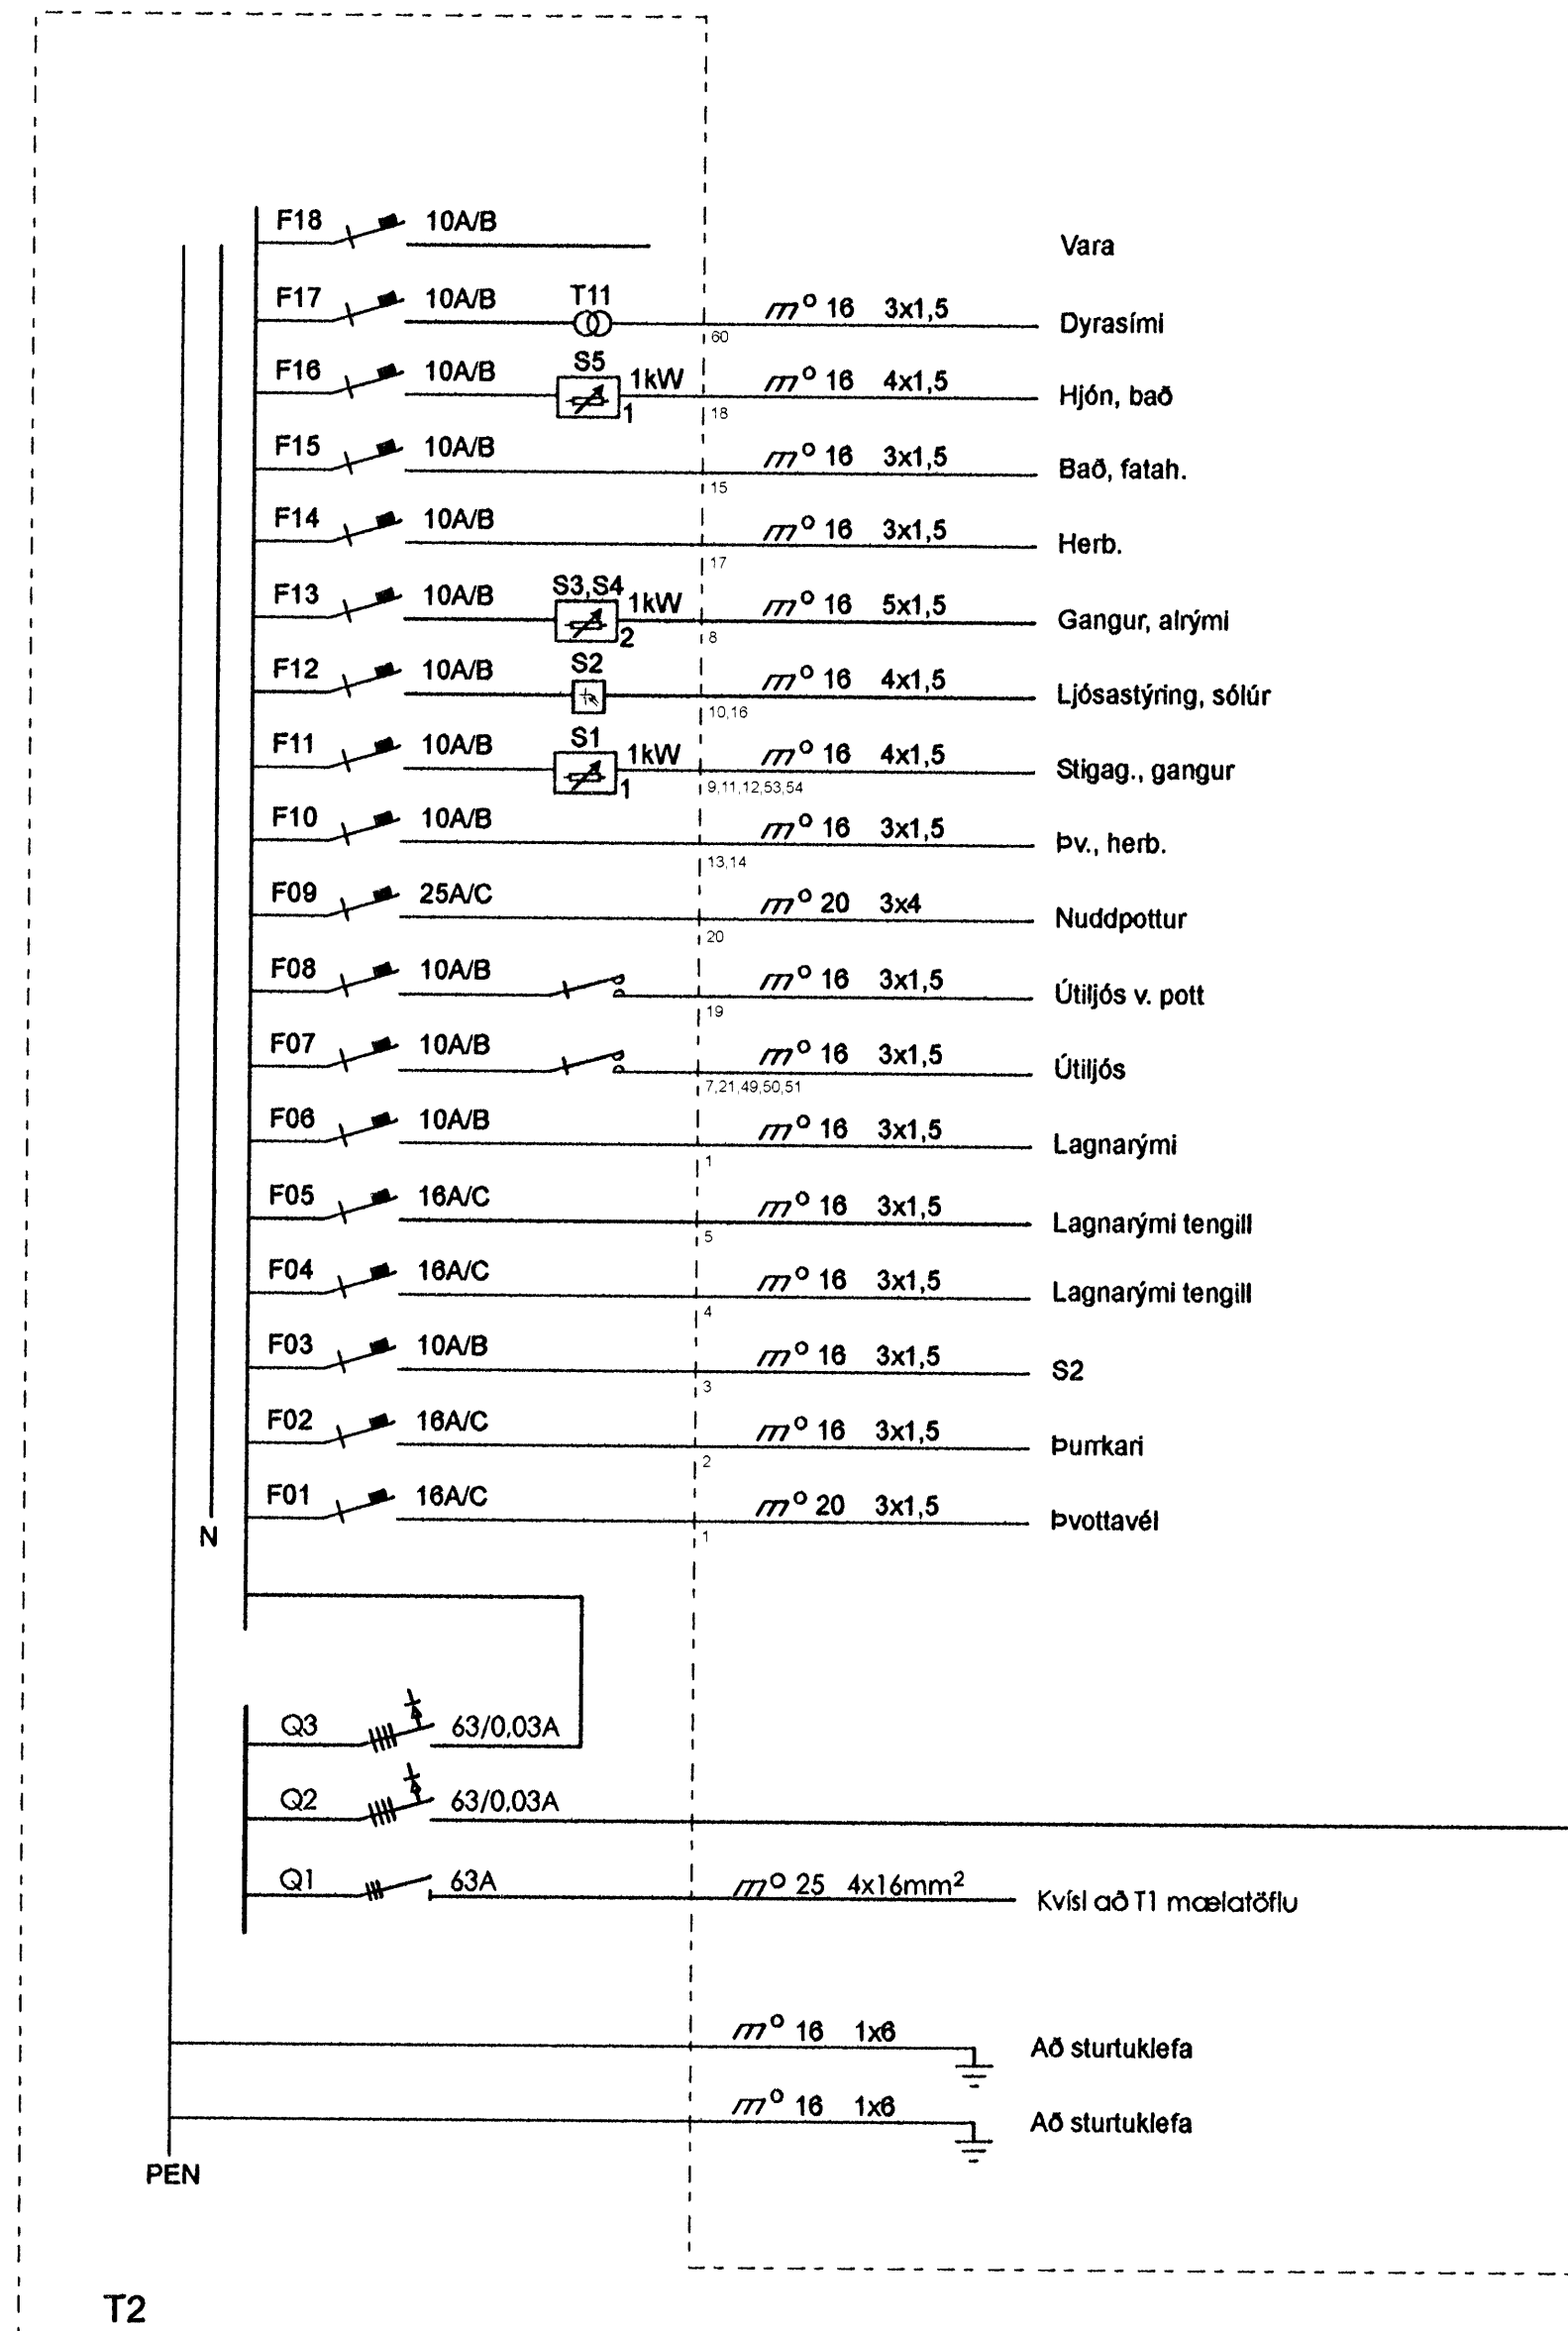 F18 10A/B Vara
F17 10A/B T11 60 16 3x1,5 Dyrasími
F16 10A/B S5 1kW 1 18 16 4x1,5 Hjón, bað
F15 10A/B 15 16 3x1,5 Bað, fatah.
F14 10A/B 17 16 3x1,5 Herb.
F13 10A/B S3,S4 1kW 2 8 16 5x1,5 Gangur, alrými
F12 10A/B S2 10,16 16 4x1,5 Ljósastýring, sólúr
F11 10A/B S1 1kW 1 9,11,12,53,54 16 4x1,5 Stigag., gangur
F10 10A/B 13,14 16 3x1,5 Þv., herb.
F09 25A/C 20 20 3x4 Nuddpottur
F08 10A/B 19 16 3x1,5 Útiljós v. pott
F07 10A/B 7,21,49,50,51 16 3x1,5 Útiljós
F06 10A/B 1 16 3x1,5 Lagnarými
F05 16A/C 5 16 3x1,5 Lagnarými tengill
F04 16A/C 4 16 3x1,5 Lagnarými tengill
F03 10A/B 3 16 3x1,5 S2
F02 16A/C 2 16 3x1,5 Þurrkari
F01 16A/C 1 20 3x1,5 Þvottavél
N
Q3 63/0,03A
Q2 63/0,03A
Q1 63A 25 4x16mm² Kvísl að T1 mælatöflu
16 1x6 Að sturtuklefa
16 1x6 Að sturtuklefa
PEN
T2